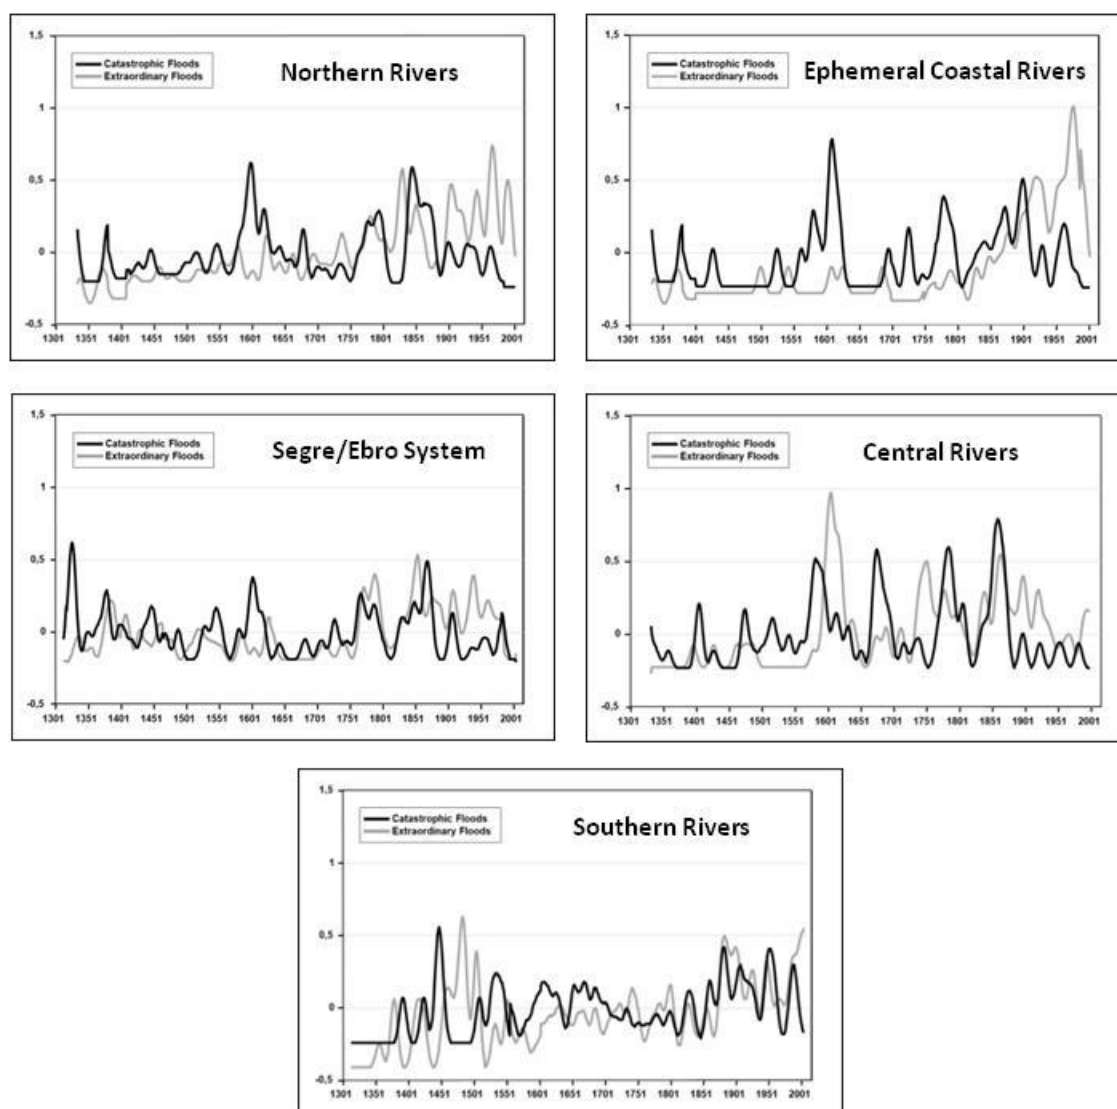 1,5
Catastrophic Floods
Extraordinary Floods
Northern Rivers
1
0,5
0
-0,5
1301 1351 1401 1451 1501 1551 1601 1651 1701 1751 1801 1851 1901 1951 2001
1,5
Catastrophic Floods
Extraordinary Floods
Ephemeral Coastal Rivers
1
0,5
0
-0,5
1301 1351 1401 1451 1501 1551 1601 1651 1701 1751 1801 1851 1901 1951 2001
1,5
Catastrophic Floods
Extraordinary Floods
Segre/Ebro System
1
0,5
0
-0,5
1301 1351 1401 1451 1501 1551 1601 1651 1701 1751 1801 1851 1901 1951 2001
1,5
Catastrophic Floods
Extraordinary Floods
Central Rivers
1
0,5
0
-0,5
1301 1351 1401 1451 1501 1551 1601 1651 1701 1751 1801 1851 1901 1951 2001
1,5
Catastrophic Floods
Extraordinary Floods
Southern Rivers
1
0,5
0
-0,5
1301 1351 1401 1451 1501 1551 1601 1651 1701 1751 1801 1851 1901 1951 2001